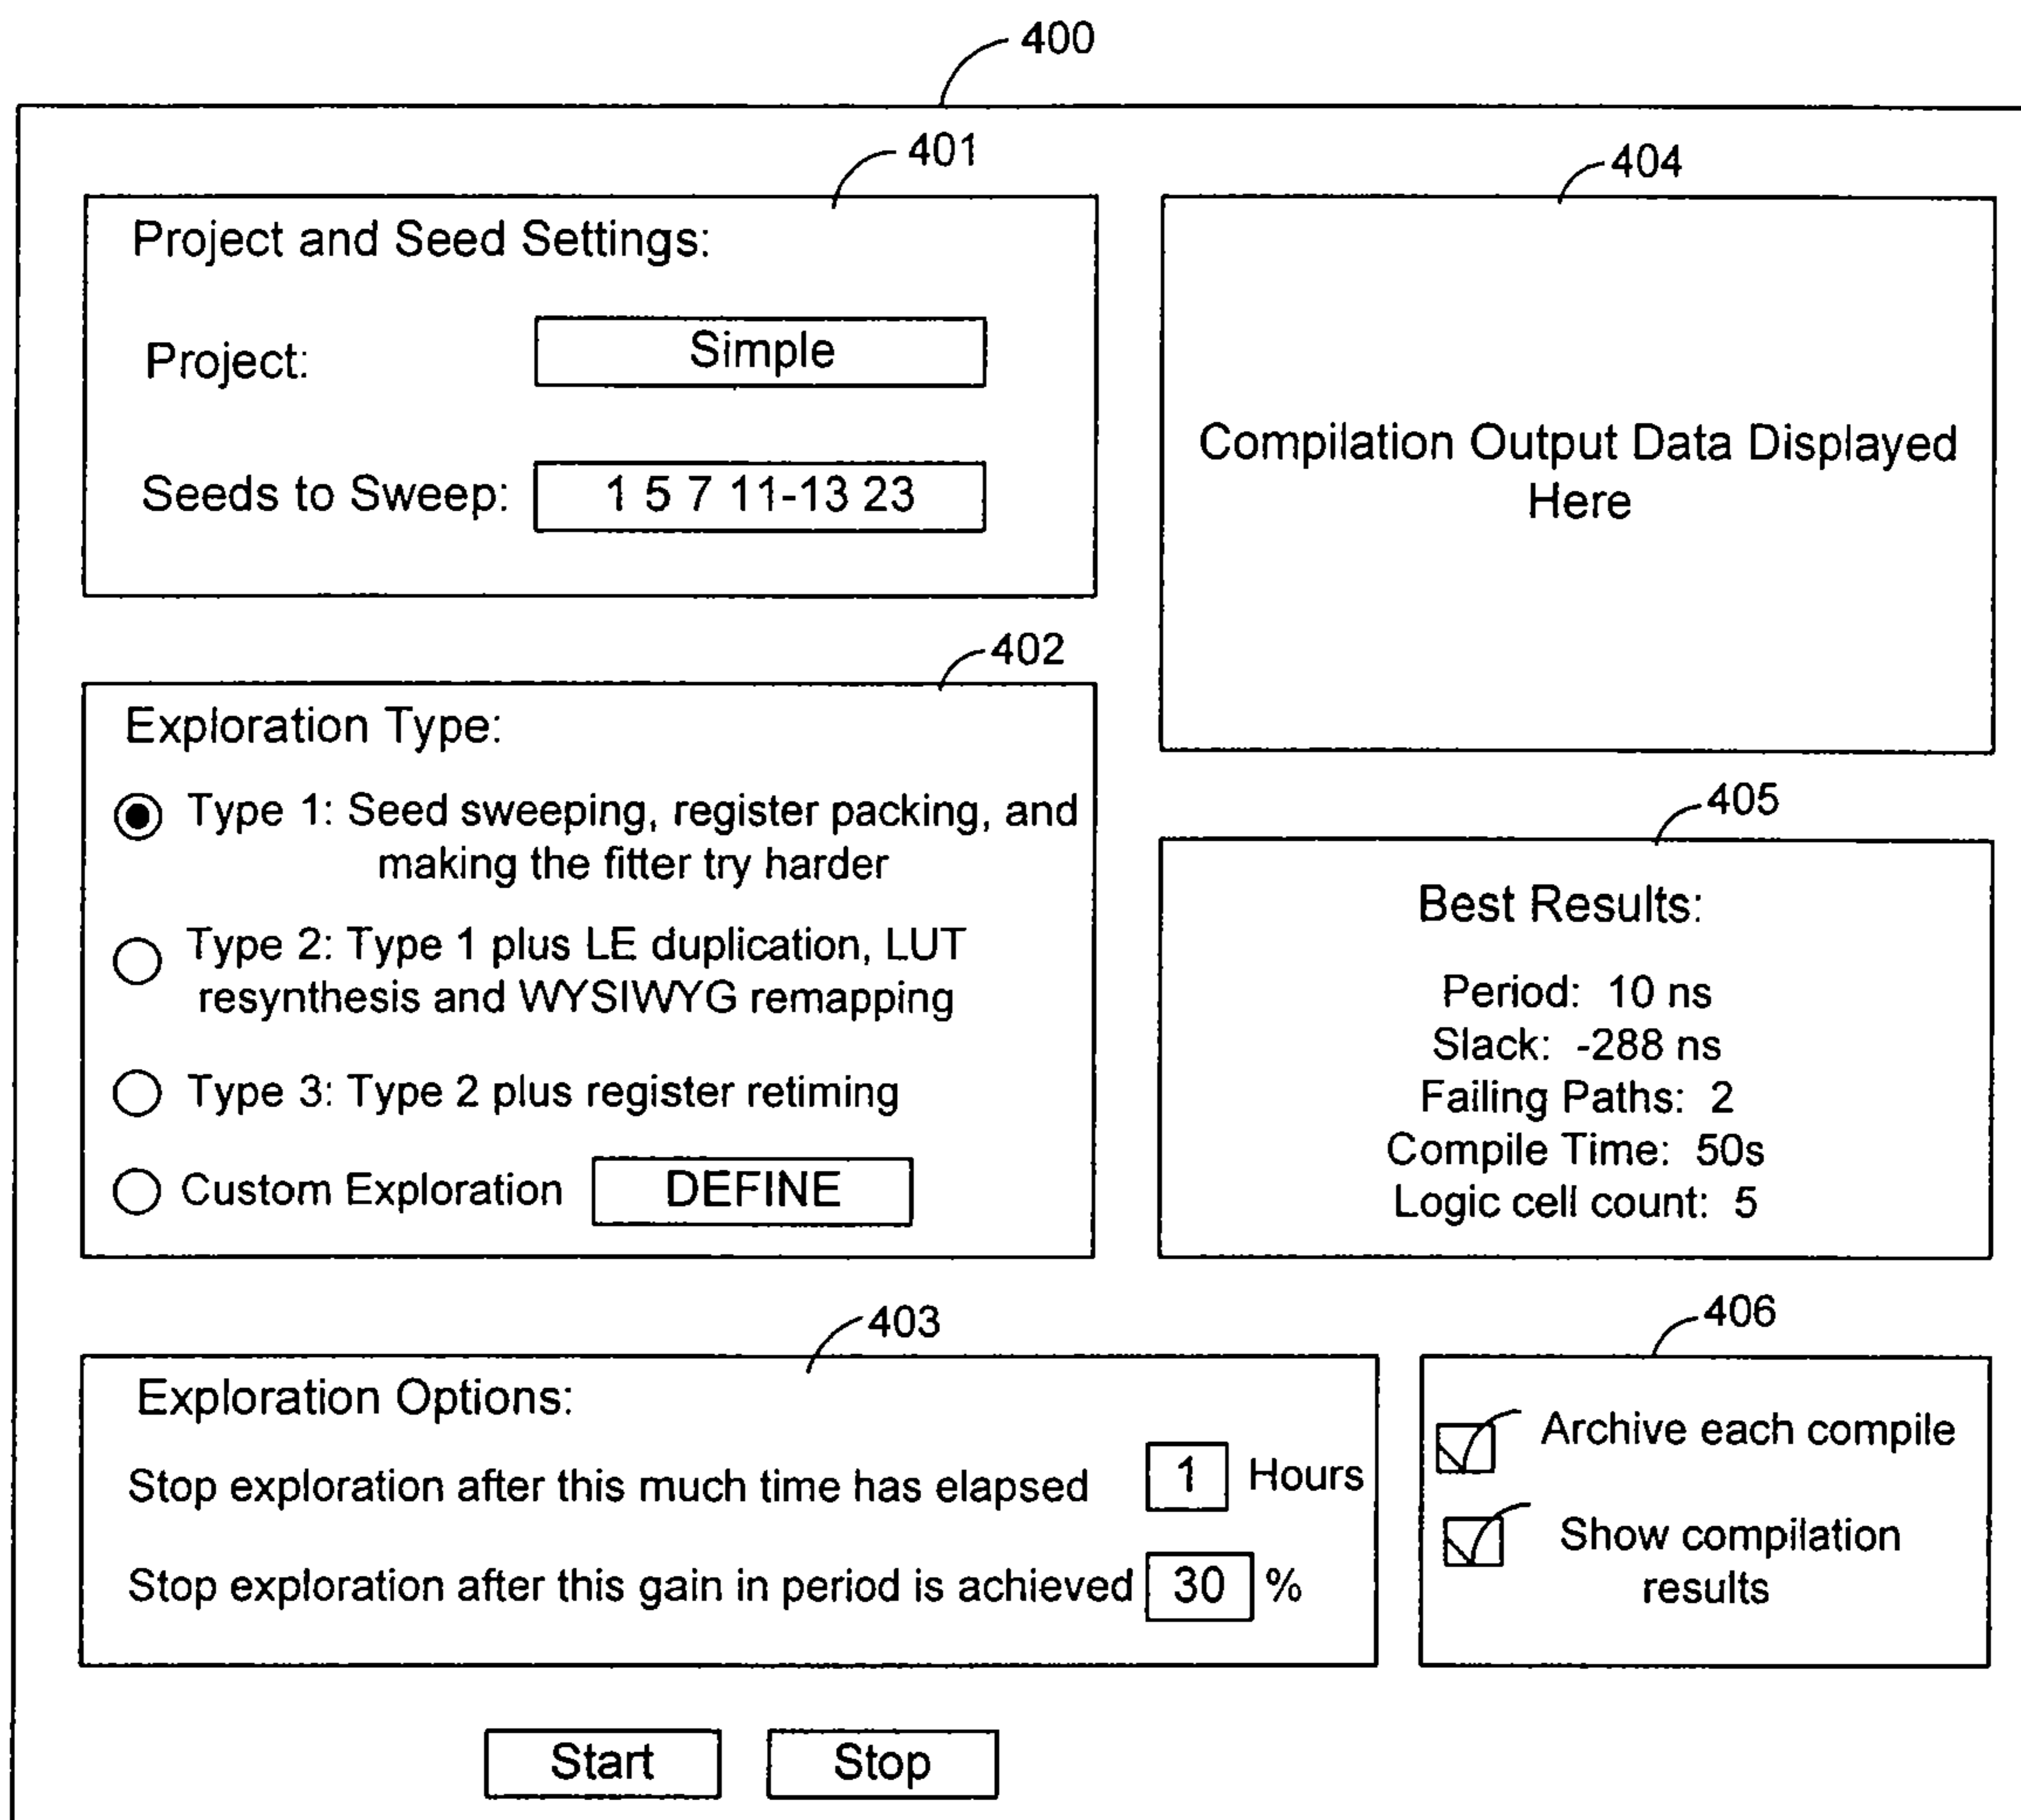 400
401
Project and Seed Settings:
Project:
Simple
Seeds to Sweep:
1 5 7 11-13 23
402
Exploration Type:
Type 1: Seed sweeping, register packing, and
making the fitter try harder
Type 2: Type 1 plus LE duplication, LUT
resynthesis and WYSIWYG remapping
Type 3: Type 2 plus register retiming
Custom Exploration
DEFINE
403
Exploration Options:
Stop exploration after this much time has elapsed
1
Hours
Stop exploration after this gain in period is achieved
30
%
404
Compilation Output Data Displayed
Here
405
Best Results:
Period: 10 ns
Slack: -288 ns
Failing Paths: 2
Compile Time: 50s
Logic cell count: 5
406
Archive each compile
Show compilation
results
Start
Stop